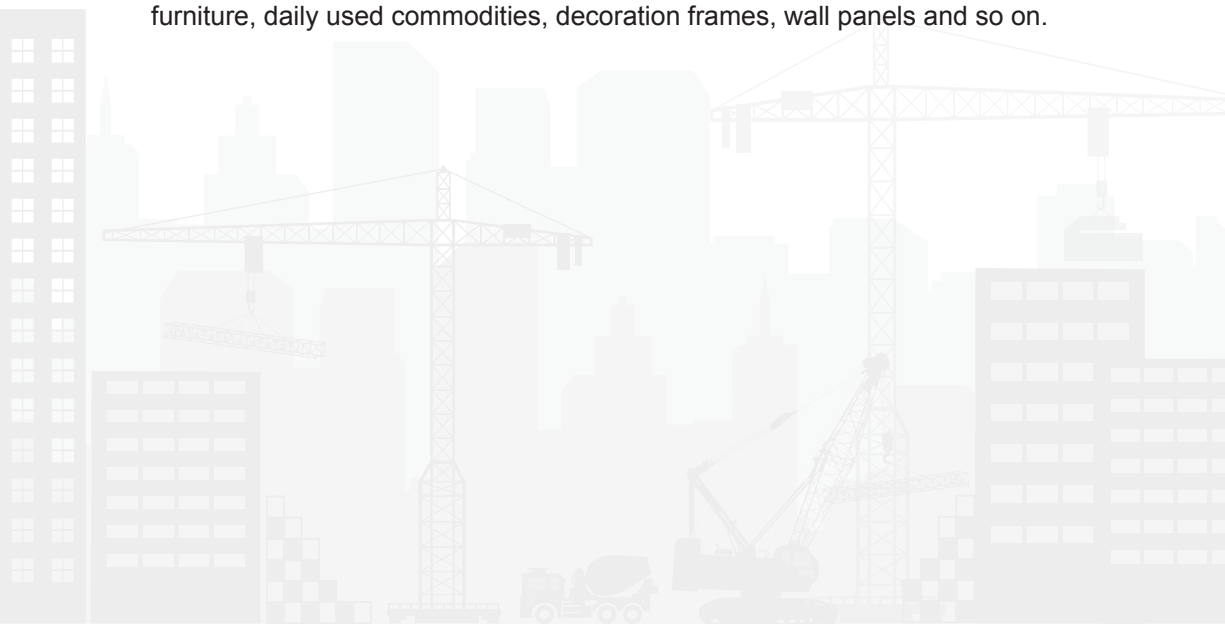 furniture, daily used commodities, decoration frames, wall panels and so on.